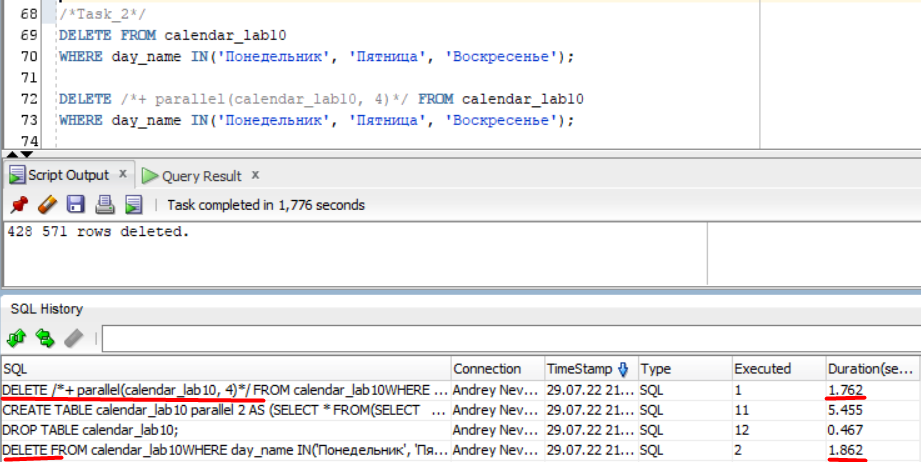 68 /*Task_2*/
69 DELETE FROM calendar_lab10
70 WHERE day_name IN('Понедельник', 'Пятница', 'Воскресенье');
71
72 DELETE /*+ parallel(calendar_lab10, 4)*/ FROM calendar_lab10
73 WHERE day_name IN('Понедельник', 'Пятница', 'Воскресенье');
74
Script Output x Query Result x
Task completed in 1,776 seconds
428 571 rows deleted.
SQL History
SQL Connection TimeStamp Type Executed Duration(se...
DELETE /*+ parallel(calendar_lab10, 4)*/ FROM calendar_lab10WHERE ... Andrey Nev... 29.07.22 21... SQL 1 1.762
CREATE TABLE calendar_lab10 parallel 2 AS (SELECT * FROM(SELECT ... Andrey Nev... 29.07.22 21... SQL 11 5.455
DROP TABLE calendar_lab10; Andrey Nev... 29.07.22 21... SQL 12 0.467
DELETE FROM calendar_lab10WHERE day_name IN('Понедельник', 'Пя... Andrey Nev... 29.07.22 21... SQL 2 1.862